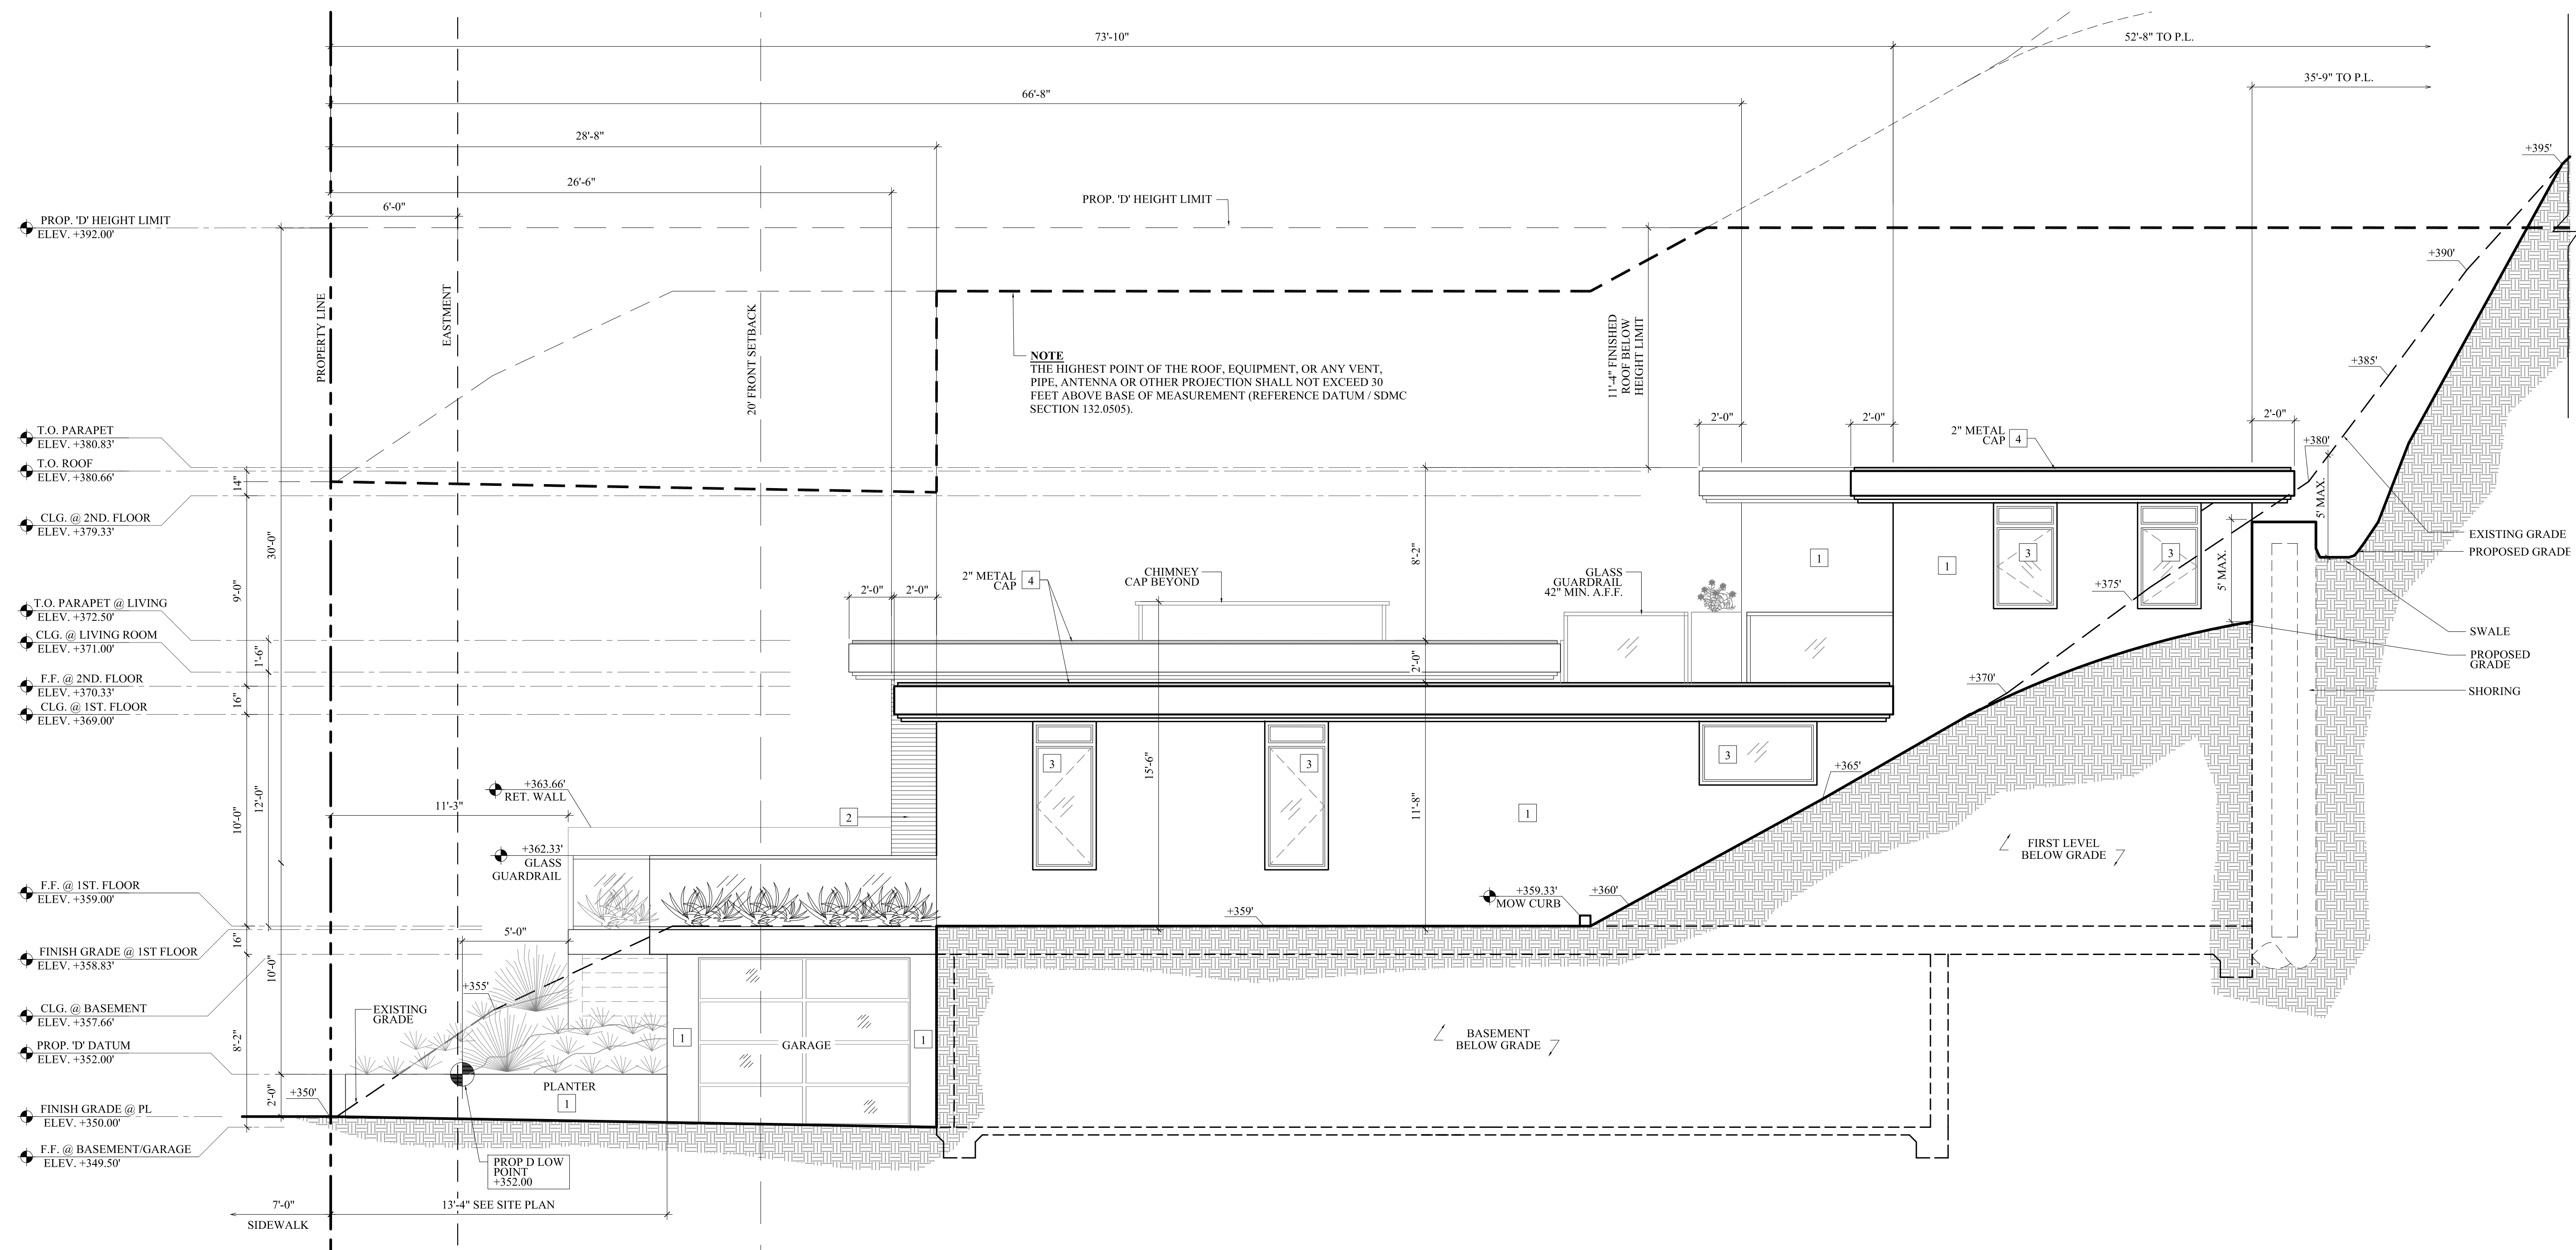 73'-10"
52'-8" TO P.L.
35'-9" TO P.L.
66'-8"
28'-8"
26'-6"
6'-0"
+395'
PROP. 'D' HEIGHT LIMIT
ELEV. +392.00'
PROP. 'D' HEIGHT LIMIT
+390'
PROPERTY LINE
EASTMENT
20' FRONT SETBACK
NOTE
THE HIGHEST POINT OF THE ROOF, EQUIPMENT, OR ANY VENT,
PIPE, ANTENNA OR OTHER PROJECTION SHALL NOT EXCEED 30
FEET ABOVE BASE OF MEASUREMENT (REFERENCE DATUM / SDMC
SECTION 132.0505).
11'-4" FINISHED
ROOF BELOW
HEIGHT LIMIT
+385'
2'-0"
2'-0"
2'-0"
2" METAL
CAP
4
+380'
T.O. PARAPET
ELEV. +380.83'
T.O. ROOF
ELEV. +380.66'
14"
CLG. @ 2ND. FLOOR
ELEV. +379.33'
30'-0"
9'-0"
5' MAX.
5' MAX.
EXISTING GRADE
PROPOSED GRADE
8'-2"
1
1
3
3
2" METAL
CAP
4
CHIMNEY
CAP BEYOND
GLASS
GUARDRAIL
42" MIN. A.F.F.
+375'
2'-0"
2'-0"
T.O. PARAPET @ LIVING
ELEV. +372.50'
CLG. @ LIVING ROOM
ELEV. +371.00'
1'-6"
F.F. @ 2ND. FLOOR
ELEV. +370.33'
16"
CLG. @ 1ST. FLOOR
ELEV. +369.00'
2'-0"
SWALE
PROPOSED
GRADE
+370'
SHORING
3
3
3
15'-6"
+365'
+363.66'
RET. WALL
11'-3"
12'-0"
10'-0"
2
1
11'-8"
+362.33'
GLASS
GUARDRAIL
FIRST LEVEL
BELOW GRADE
F.F. @ 1ST. FLOOR
ELEV. +359.00'
+359.33'
MOW CURB
+360'
+359'
5'-0"
16"
FINISH GRADE @ 1ST FLOOR
ELEV. +358.83'
10'-0"
+355'
EXISTING
GRADE
CLG. @ BASEMENT
ELEV. +357.66'
8'-2"
PROP. 'D' DATUM
ELEV. +352.00'
1
GARAGE
1
BASEMENT
BELOW GRADE
2'-0"
+350'
PLANTER
1
FINISH GRADE @ PL
ELEV. +350.00'
F.F. @ BASEMENT/GARAGE
ELEV. +349.50'
PROP D LOW
POINT
+352.00
7'-0"
SIDEWALK
13'-4" SEE SITE PLAN